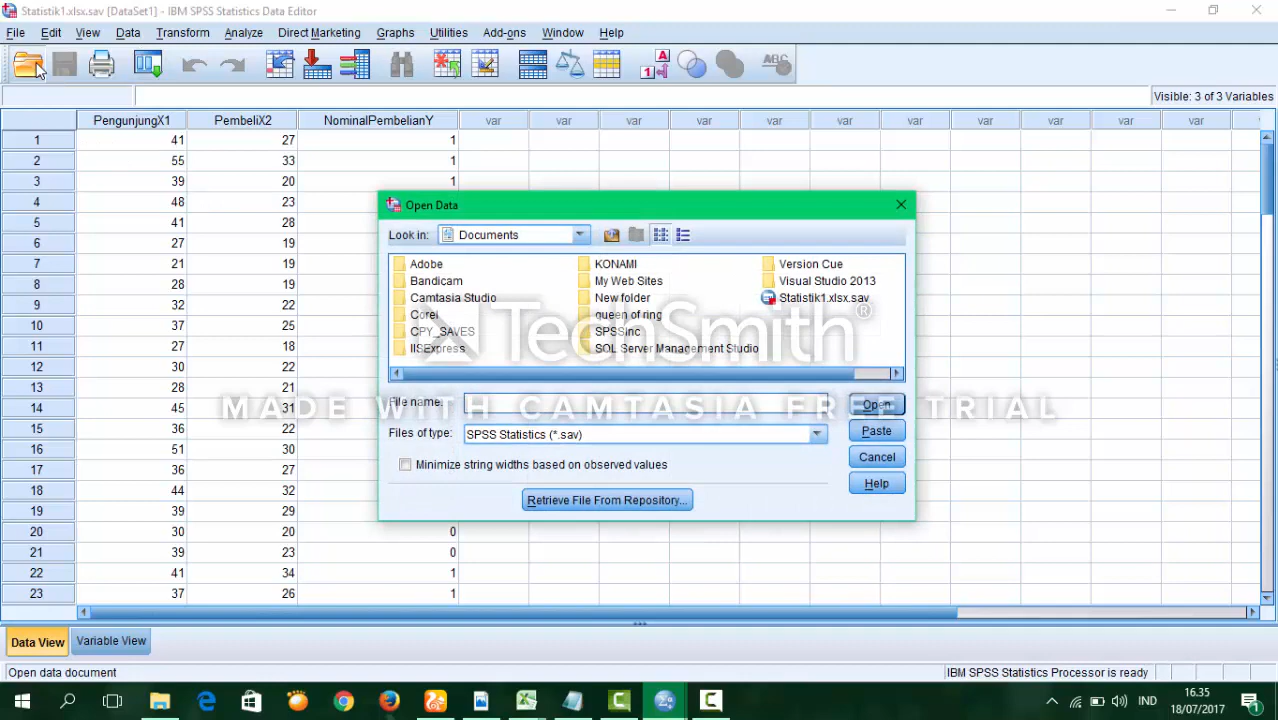 Statistik1.xlsx.sav [DataSet1] - IBM SPSS Statistics Data Editor
File Edit View Data Transform Analyze Direct Marketing Graphs Utilities Add-ons Window Help
Visible: 3 of 3 Variables
PengunjungX1 PembeliX2 NominalPembelianY var var var var var var var var var var var
1 41 27 1
2 55 33 1
3 39 20 1
4 48 23
5 41 28
6 27 19
7 21 19
8 28 19
9 32 22
10 37 25
11 27 18
12 30 22
13 28 21
14 45 31
15 36 22
16 51 30
17 36 27
18 44 32
19 39 29
20 30 20 0
21 39 23 0
22 41 34 1
23 37 26 1
Open Data
Look in: Documents
Adobe KONAMI Version Cue
Bandicam My Web Sites Visual Studio 2013
Camtasia Studio New folder Statistik1.xlsx.sav
Corel queen of ring
CPY_SAVES SPSSInc
IISExpress SQL Server Management Studio
TechSmith®
MADE WITH CAMTASIA FREE TRIAL
File name: Open
Files of type: SPSS Statistics (*.sav) Paste
Minimize string widths based on observed values Cancel
Retrieve File From Repository... Help
Data View Variable View
Open data document IBM SPSS Statistics Processor is ready
IND 16.35
18/07/2017
1